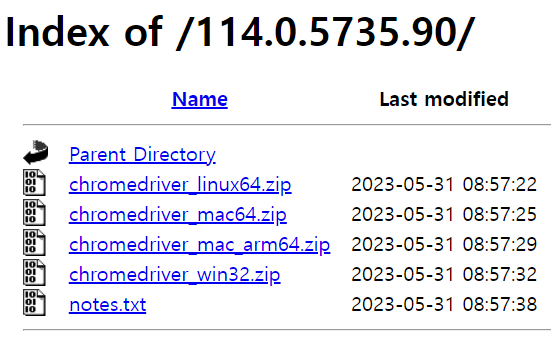 Index of /114.0.5735.90/
Name Last modified
Parent Directory
chromedriver_linux64.zip 2023-05-31 08:57:22
chromedriver_mac64.zip 2023-05-31 08:57:25
chromedriver_mac_arm64.zip 2023-05-31 08:57:29
chromedriver_win32.zip 2023-05-31 08:57:32
notes.txt 2023-05-31 08:57:38